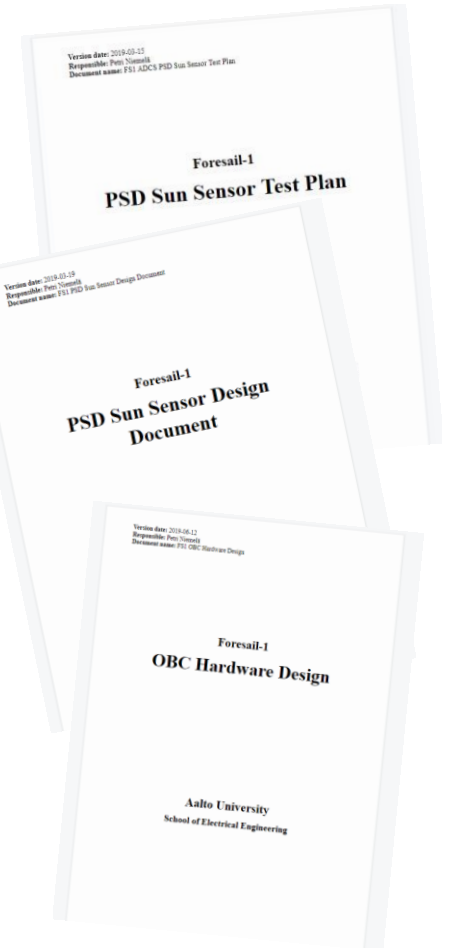 Version date: 2019-03-15
Responsible: Petri Niemelä
Document name: FS1 ADCS PSD Sun Sensor Test Plan
Foresail-1
PSD Sun Sensor Test Plan
Version date: 2019-03-19
Responsible: Petri Niemelä
Document name: FS1 PSD Sun Sensor Design Document
Foresail-1
PSD Sun Sensor Design
Document
Version date: 2019-06-12
Responsible: Petri Niemelä
Document name: FS1 OBC Hardware Design
Foresail-1
OBC Hardware Design
Aalto University
School of Electrical Engineering